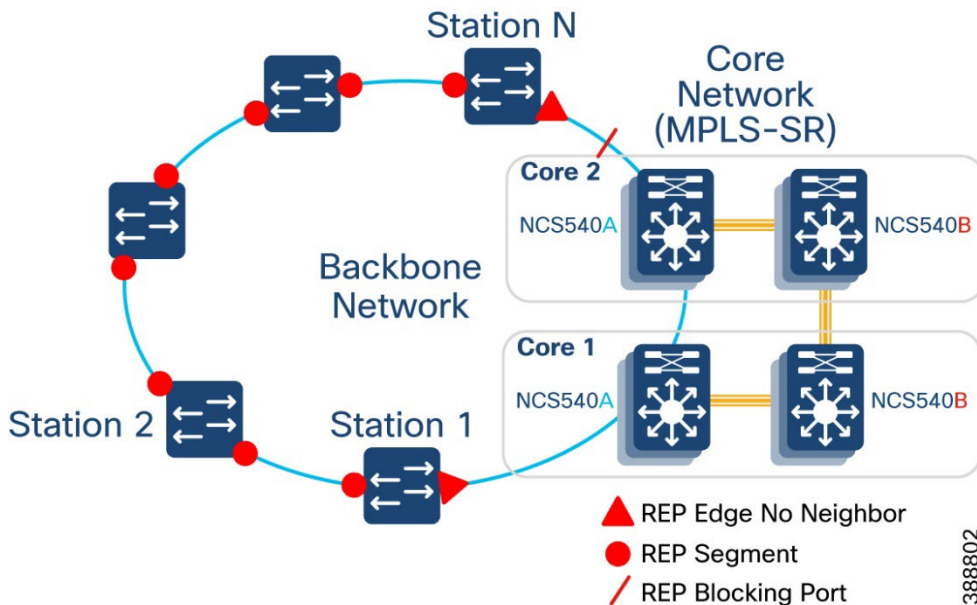 Station N
Core
Network
(MPLS-SR)
Core 2
NCS540A
NCS540B
Backbone
Network
Core 1
NCS540A
NCS540B
Station 2
Station 1
REP Edge No Neighbor
REP Segment
REP Blocking Port
388802